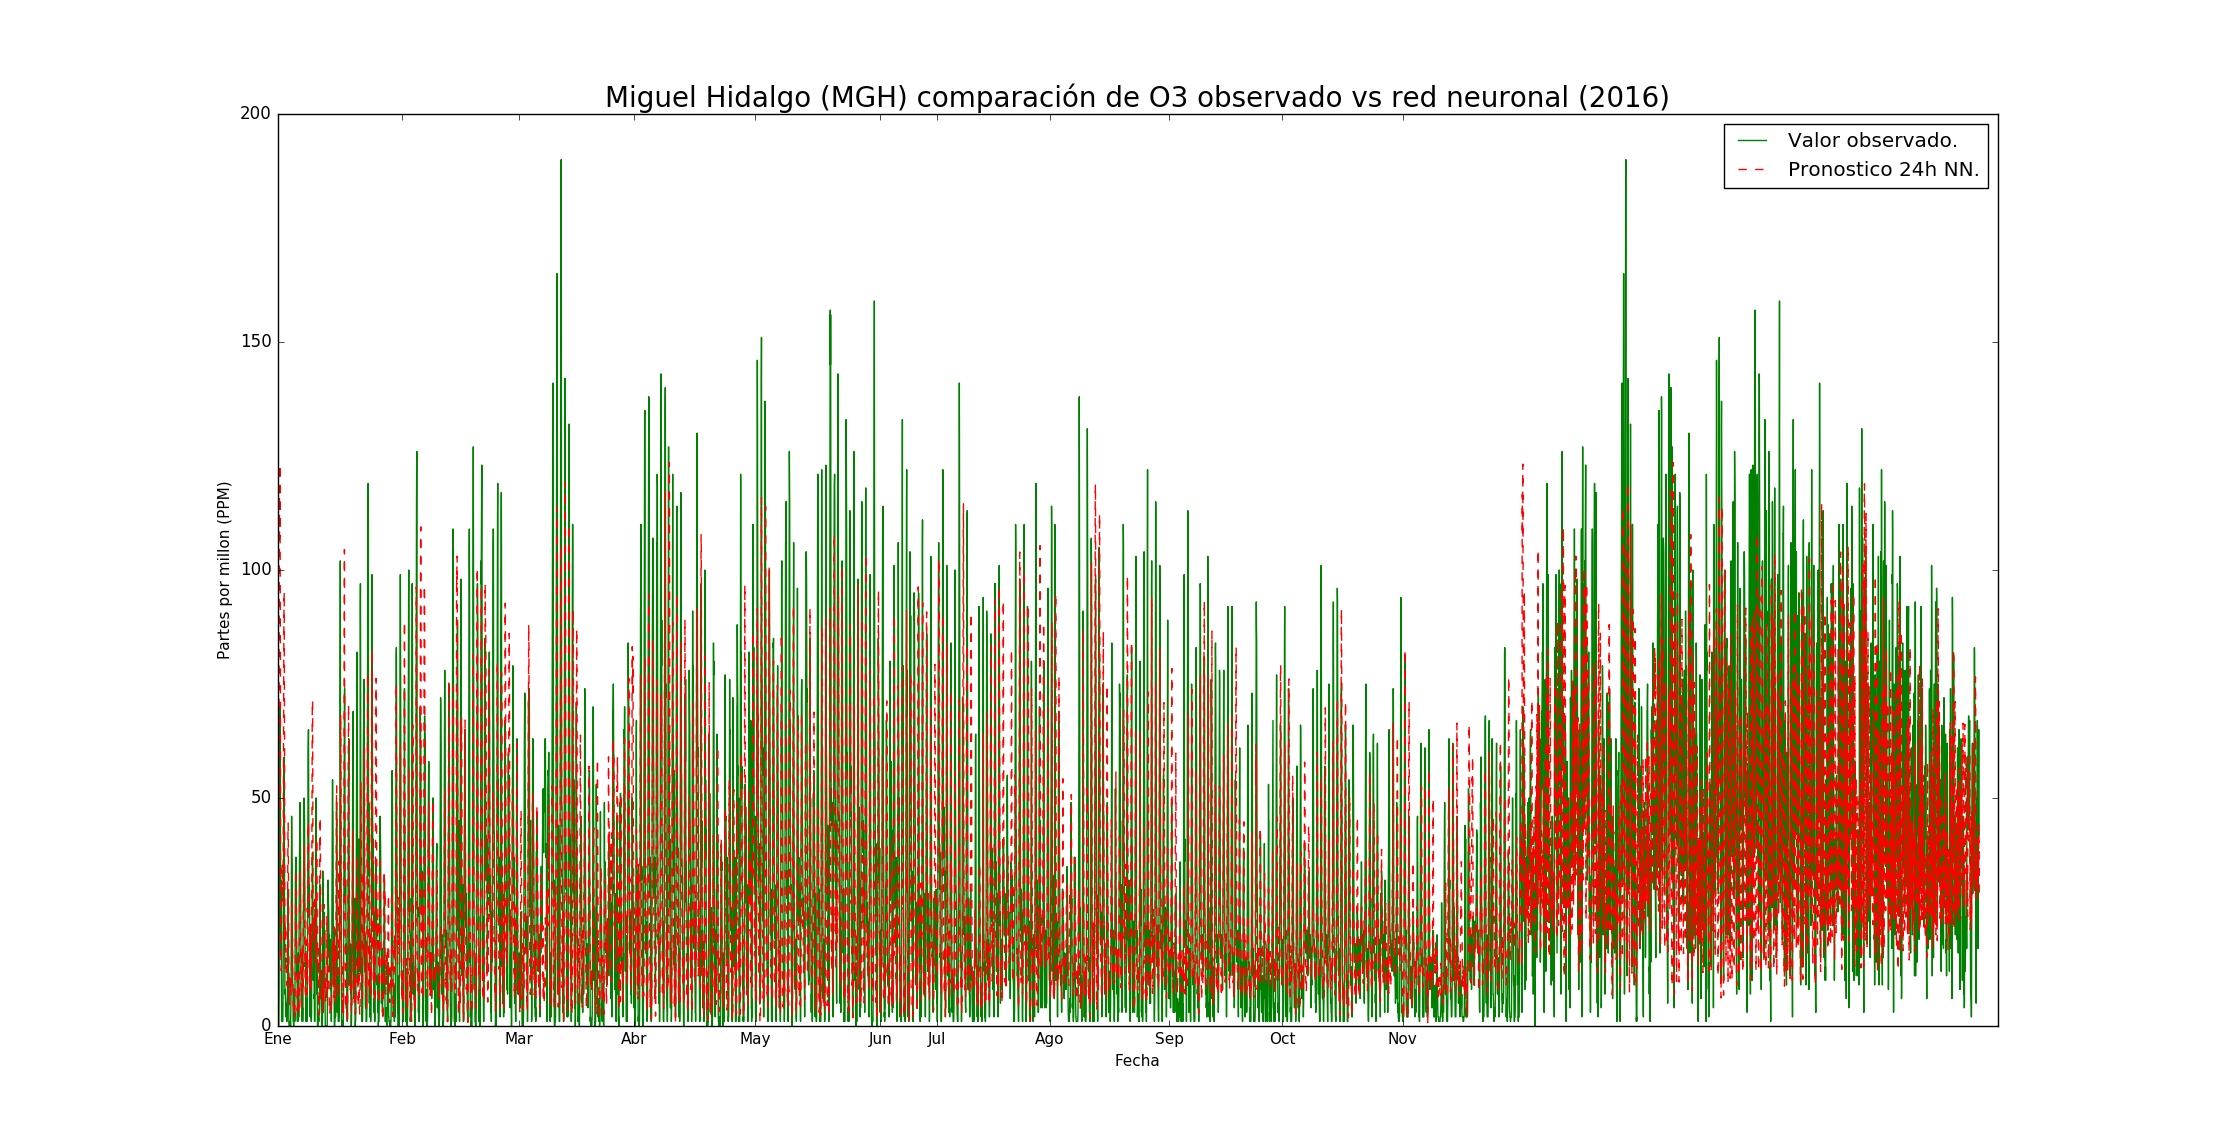 Miguel Hidalgo (MGH) comparación de O3 observado vs red neuronal (2016)
Valor observado.
Pronostico 24h NN.
Partes por millon (PPM)
200
150
100
50
0
Ene Feb Mar Abr May Jun Jul Ago Sep Oct Nov
Fecha